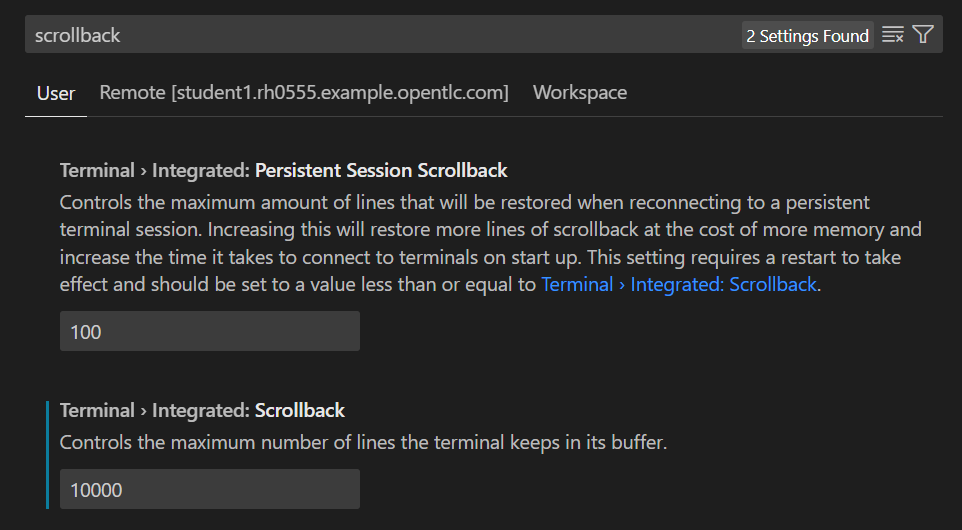 scrollback
2 Settings Found
User Remote [student1.rh0555.example.opentlc.com] Workspace
Terminal › Integrated: Persistent Session Scrollback
Controls the maximum amount of lines that will be restored when reconnecting to a persistent
terminal session. Increasing this will restore more lines of scrollback at the cost of more memory and
increase the time it takes to connect to terminals on start up. This setting requires a restart to take
effect and should be set to a value less than or equal to Terminal › Integrated: Scrollback.
100
Terminal › Integrated: Scrollback
Controls the maximum number of lines the terminal keeps in its buffer.
10000